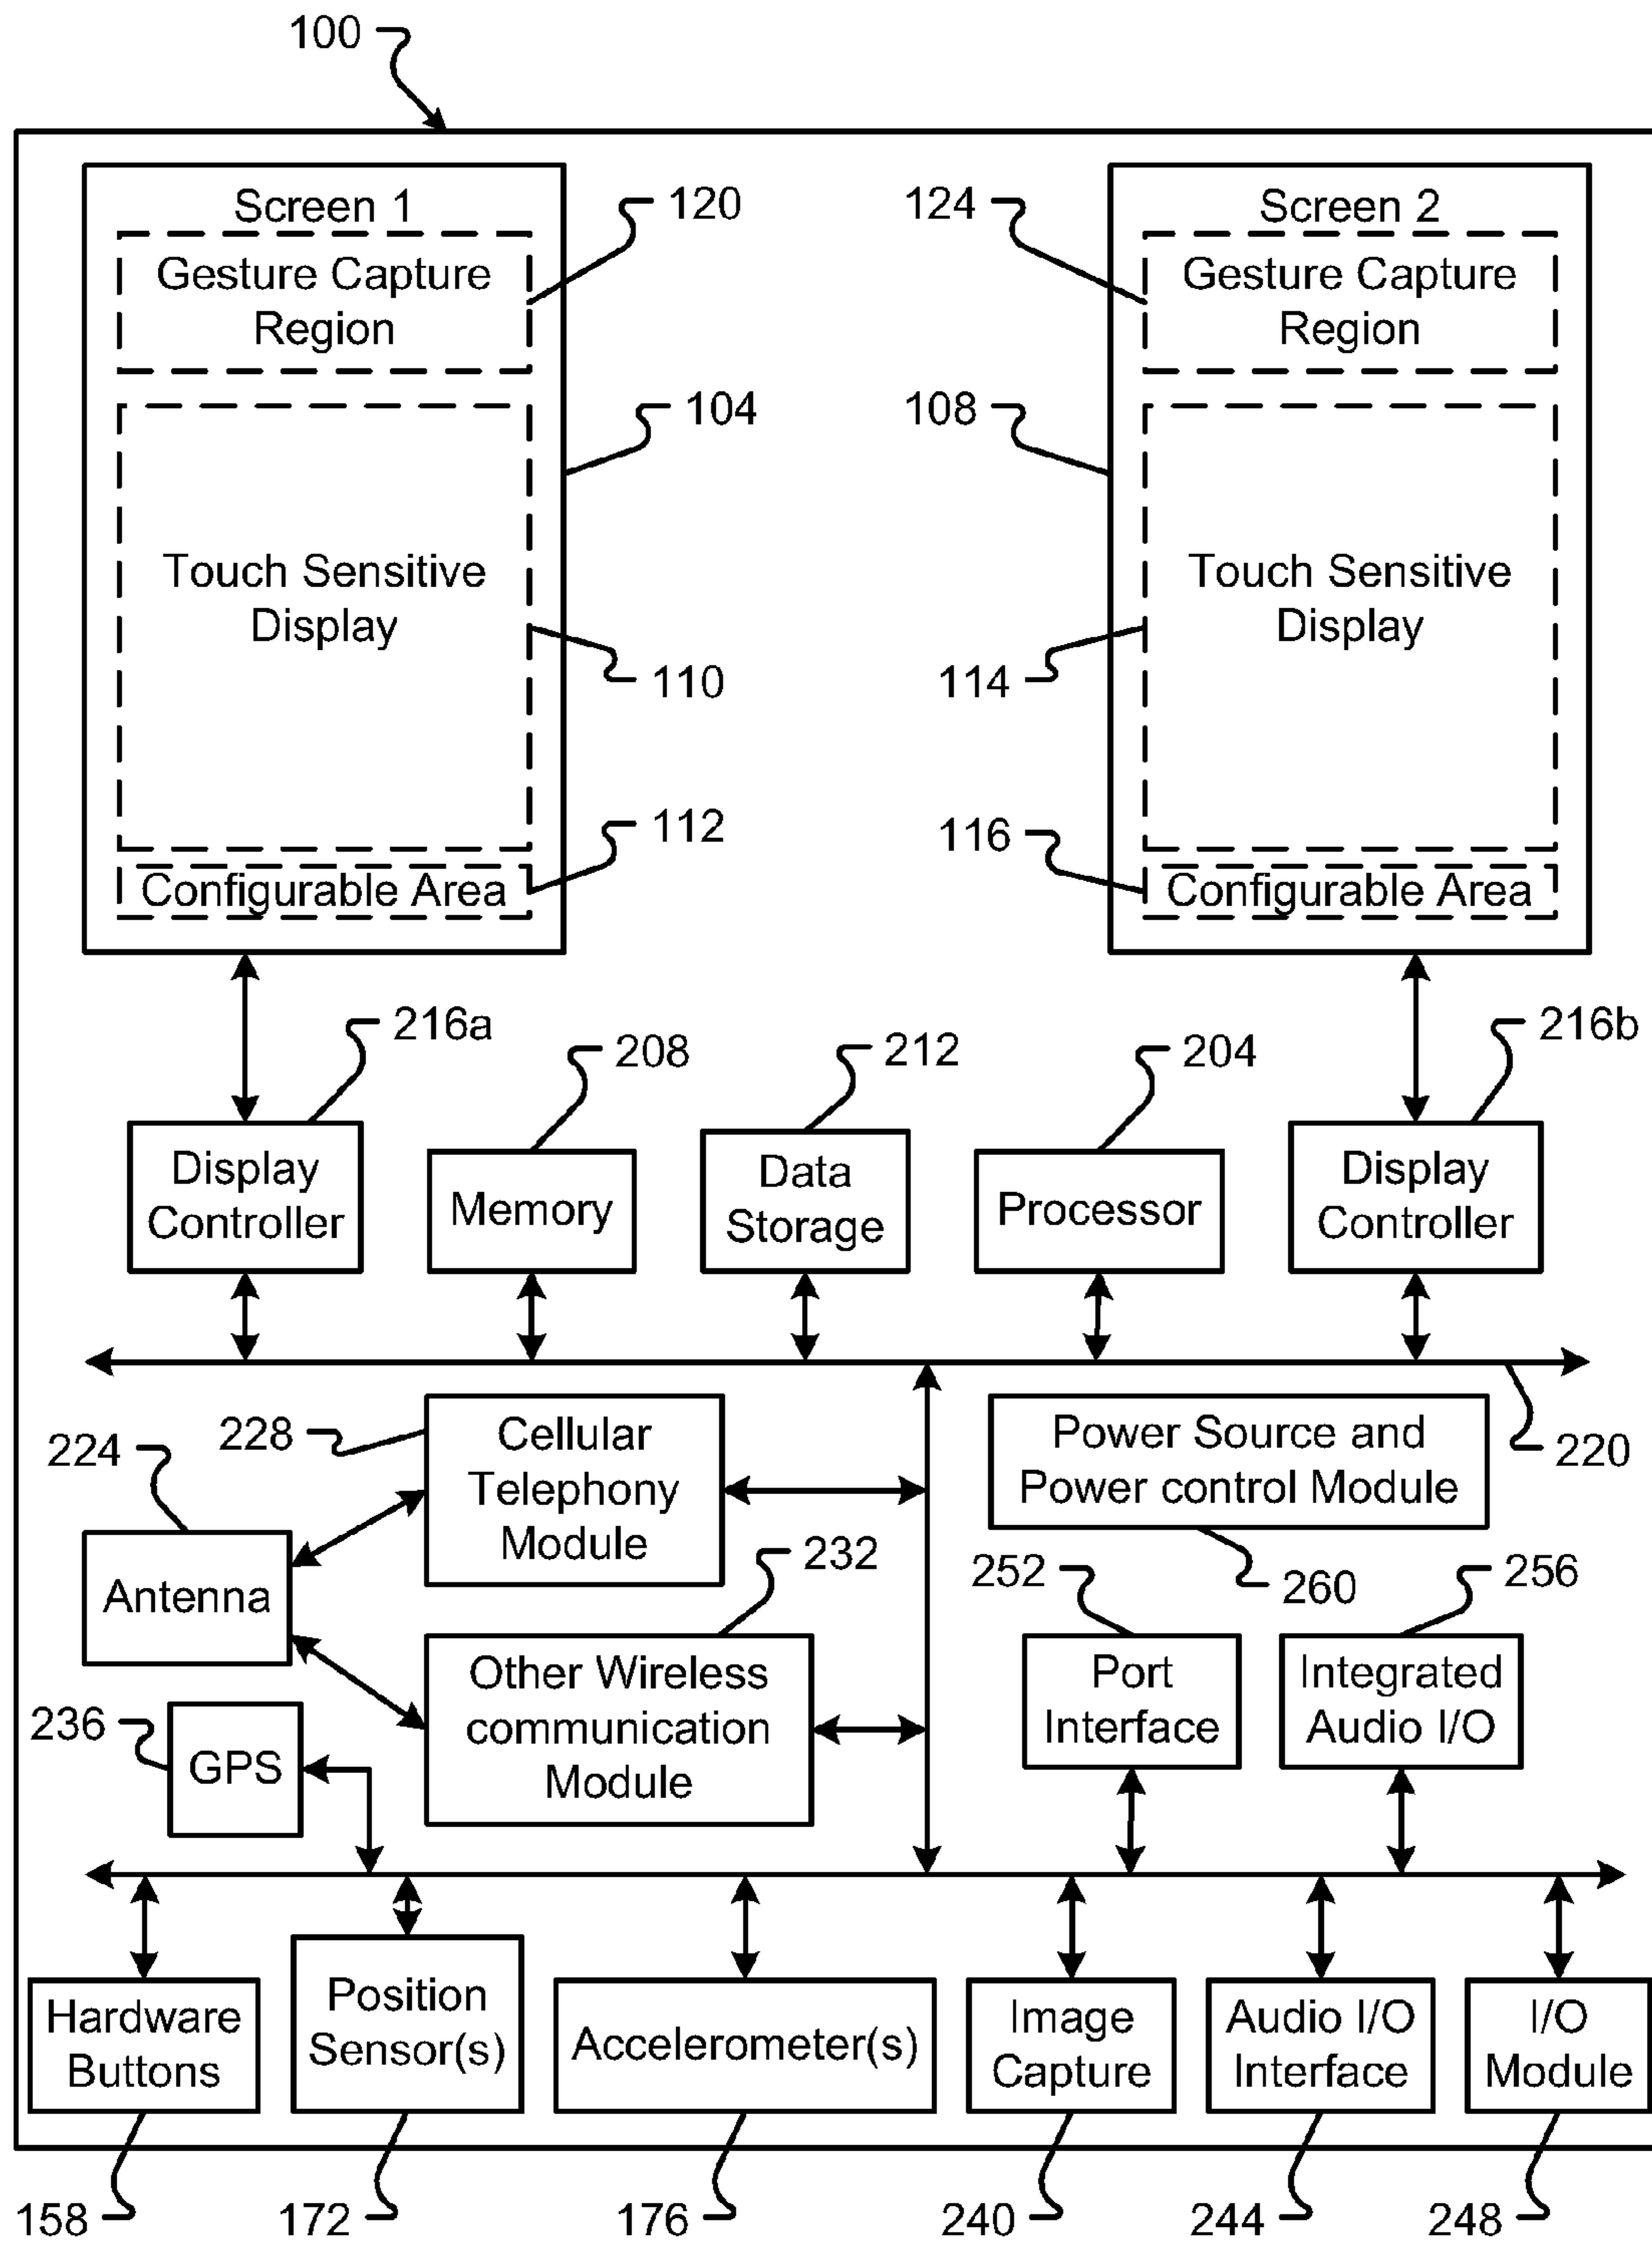 100
Screen 1
Gesture Capture
Region
120
Touch Sensitive
Display
104
110
Configurable Area
112
Screen 2
Gesture Capture
Region
124
Touch Sensitive
Display
108
114
Configurable Area
116
216a
208
212
204
216b
Display
Controller
Memory
Data
Storage
Processor
Display
Controller
220
228
Cellular
Telephony
Module
224
Antenna
Power Source and
Power control Module
260
232
Other Wireless
communication
Module
236
GPS
252
Port
Interface
256
Integrated
Audio I/O
Hardware
Buttons
Position
Sensor(s)
Accelerometer(s)
Image
Capture
Audio I/O
Interface
I/O
Module
158
172
176
240
244
248